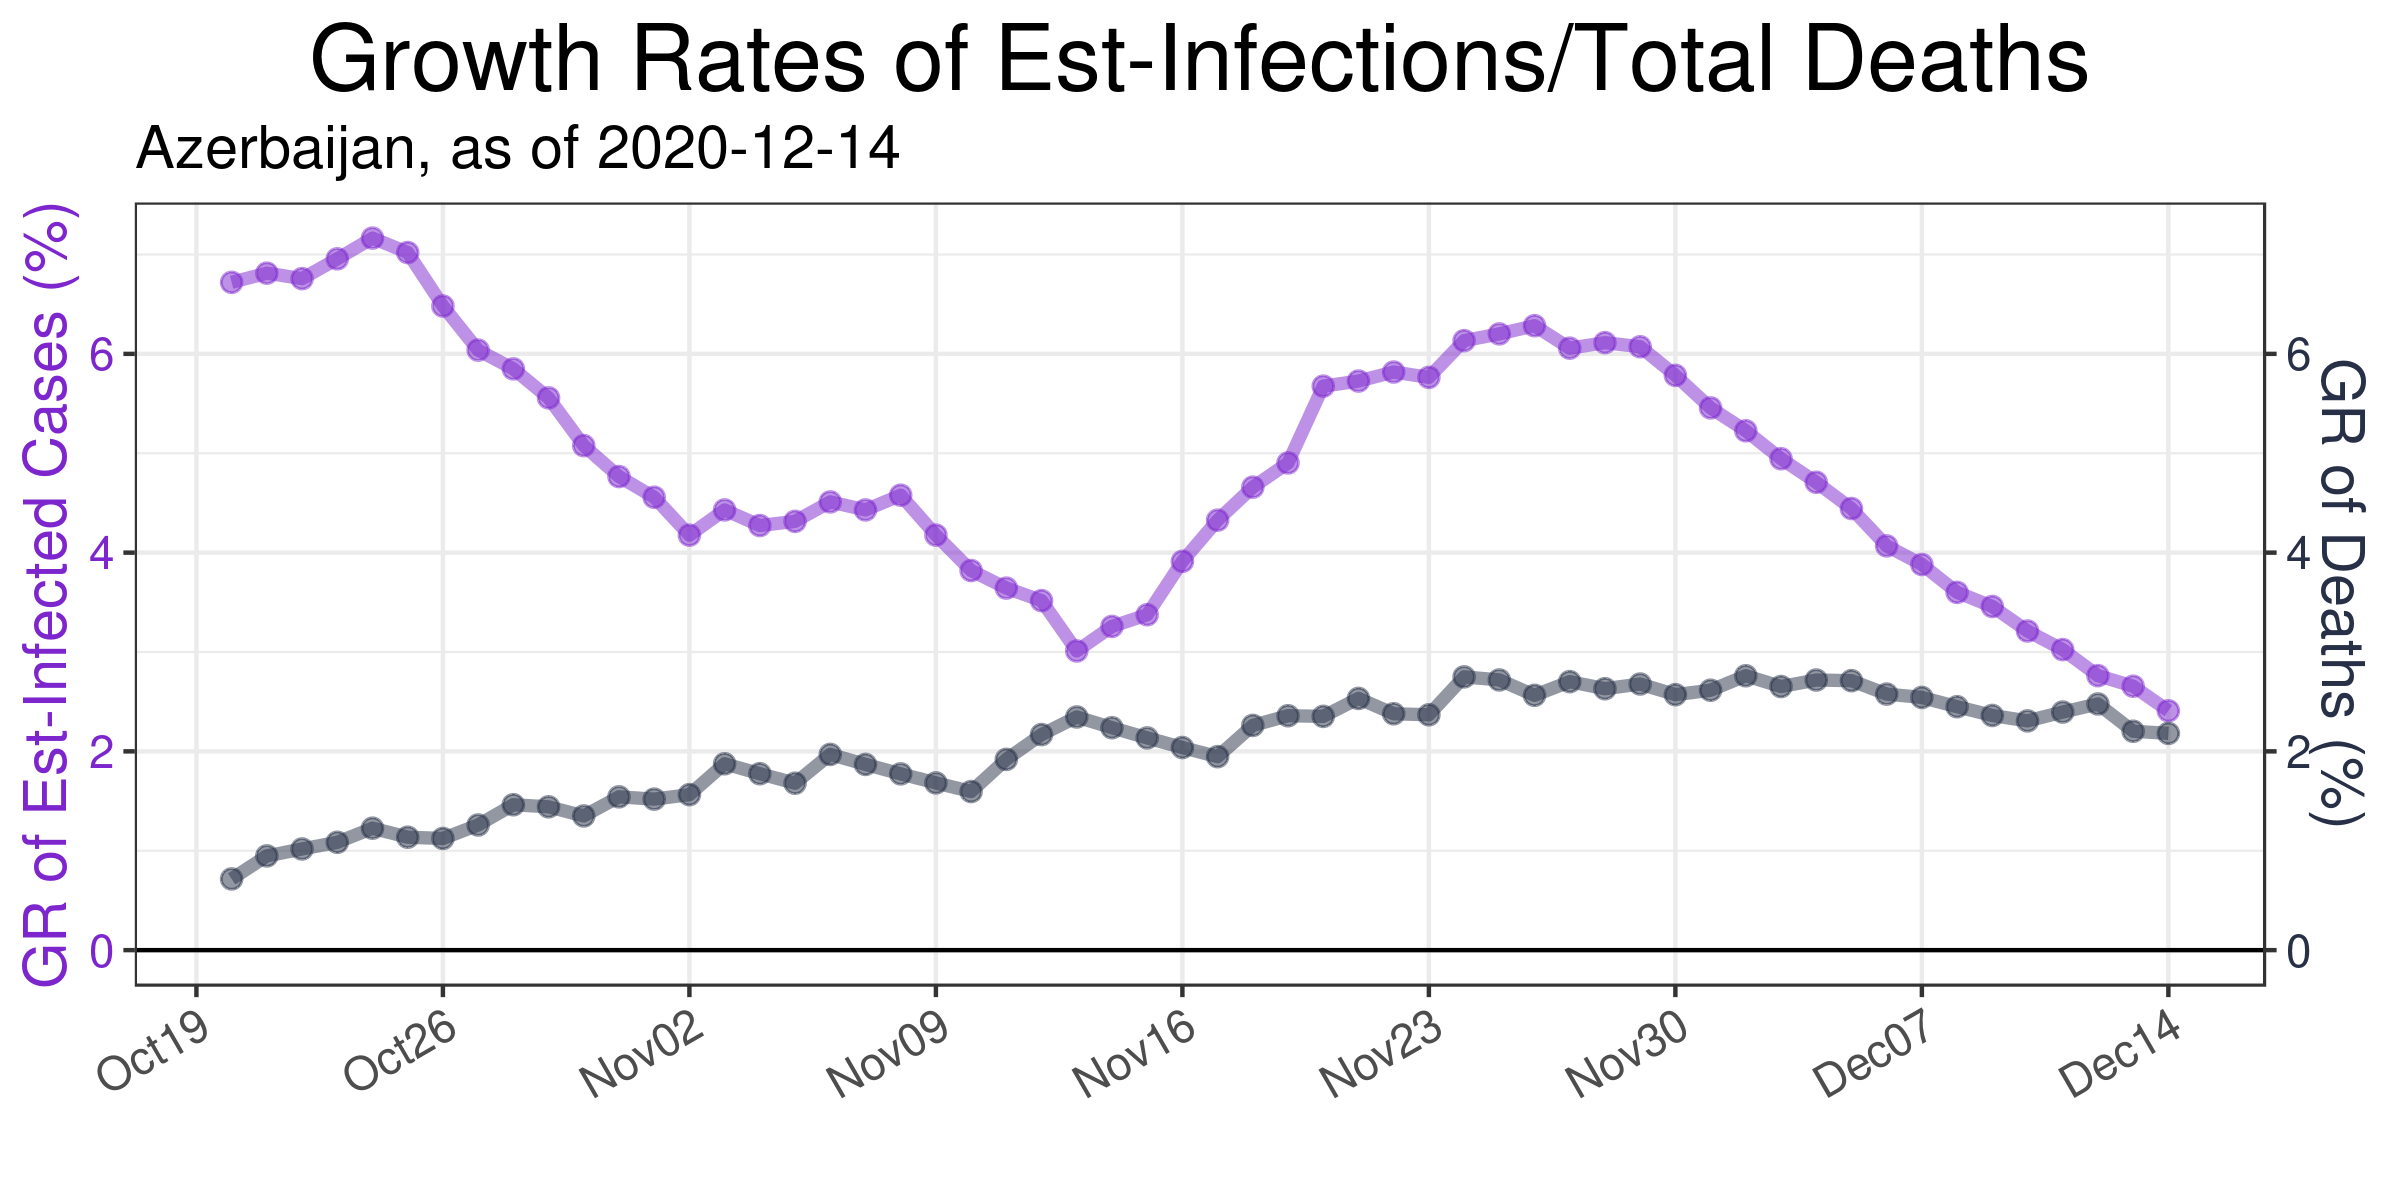 Growth Rates of Est-Infections/Total Deaths
Azerbaijan, as of 2020-12-14
GR of Est-Infected Cases (%)
6
4
2
0
6
4
2
0
GR of Deaths (%)
Oct19
Oct26
Nov02
Nov09
Nov16
Nov23
Nov30
Dec07
Dec14